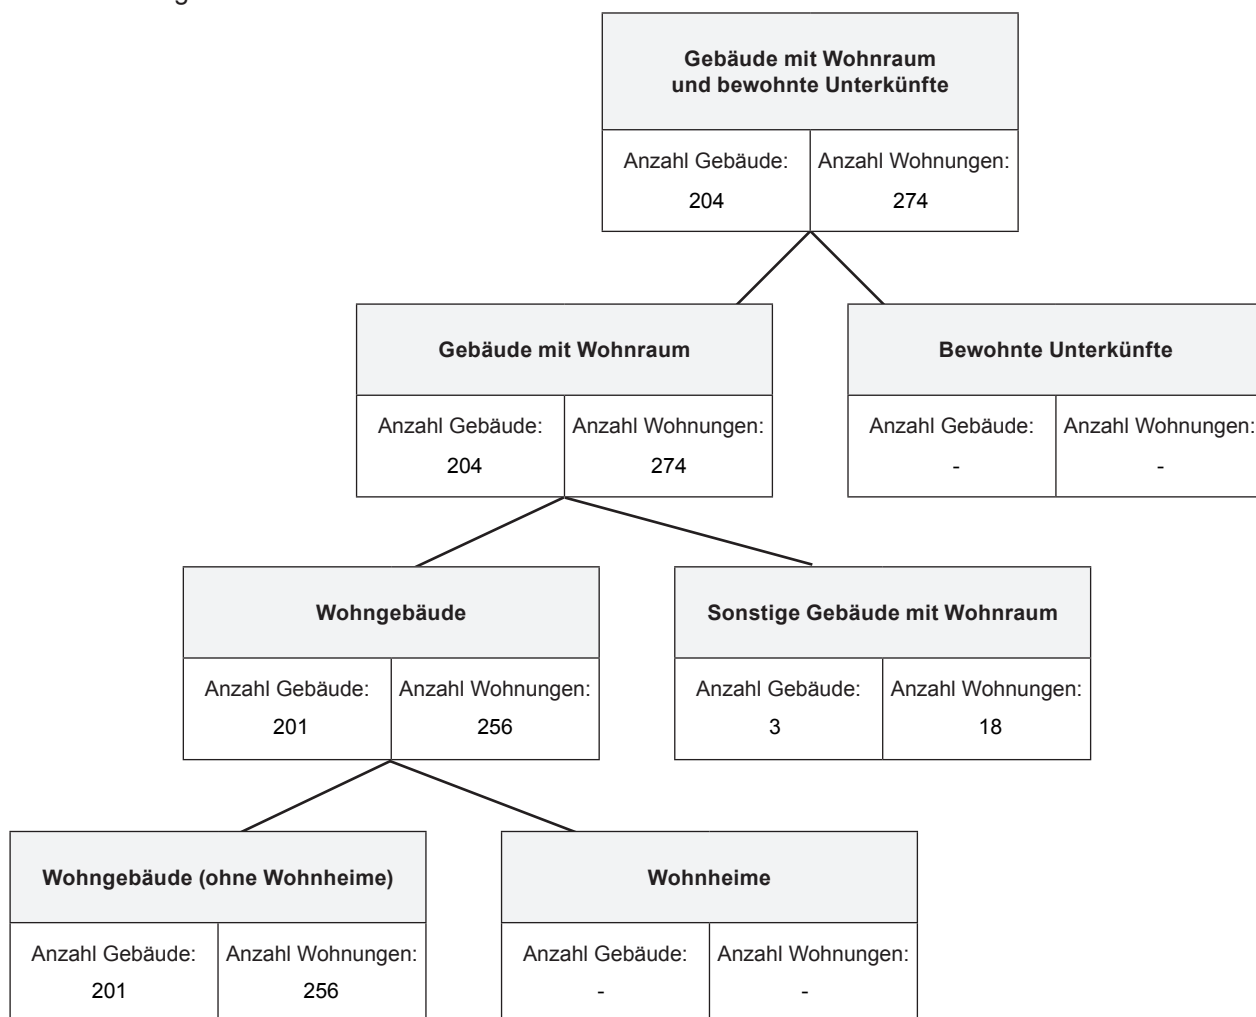 Gebäude mit Wohnraum
und bewohnte Unterkünfte
Anzahl Gebäude: Anzahl Wohnungen:
204 274
Gebäude mit Wohnraum
Anzahl Gebäude: Anzahl Wohnungen:
204 274
Bewohnte Unterkünfte
Anzahl Gebäude: Anzahl Wohnungen:
- -
Wohngebäude
Anzahl Gebäude: Anzahl Wohnungen:
201 256
Sonstige Gebäude mit Wohnraum
Anzahl Gebäude: Anzahl Wohnungen:
3 18
Wohngebäude (ohne Wohnheime)
Anzahl Gebäude: Anzahl Wohnungen:
201 256
Wohnheime
Anzahl Gebäude: Anzahl Wohnungen:
- -